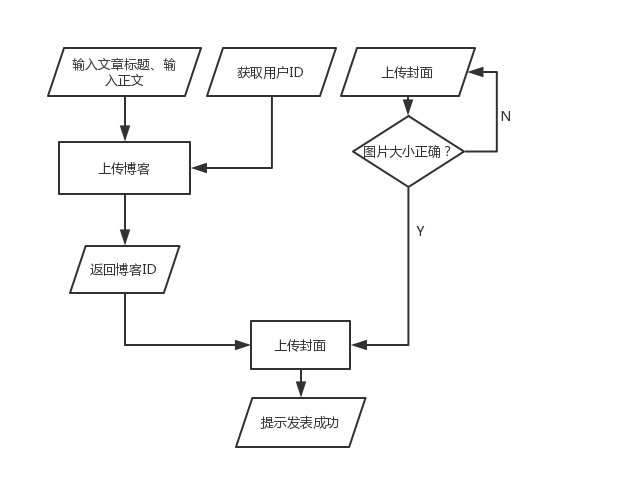 输入文章标题、输
入正文
获取用户ID
上传封面
图片大小正确？
N
上传博客
Y
返回博客ID
上传封面
提示发表成功